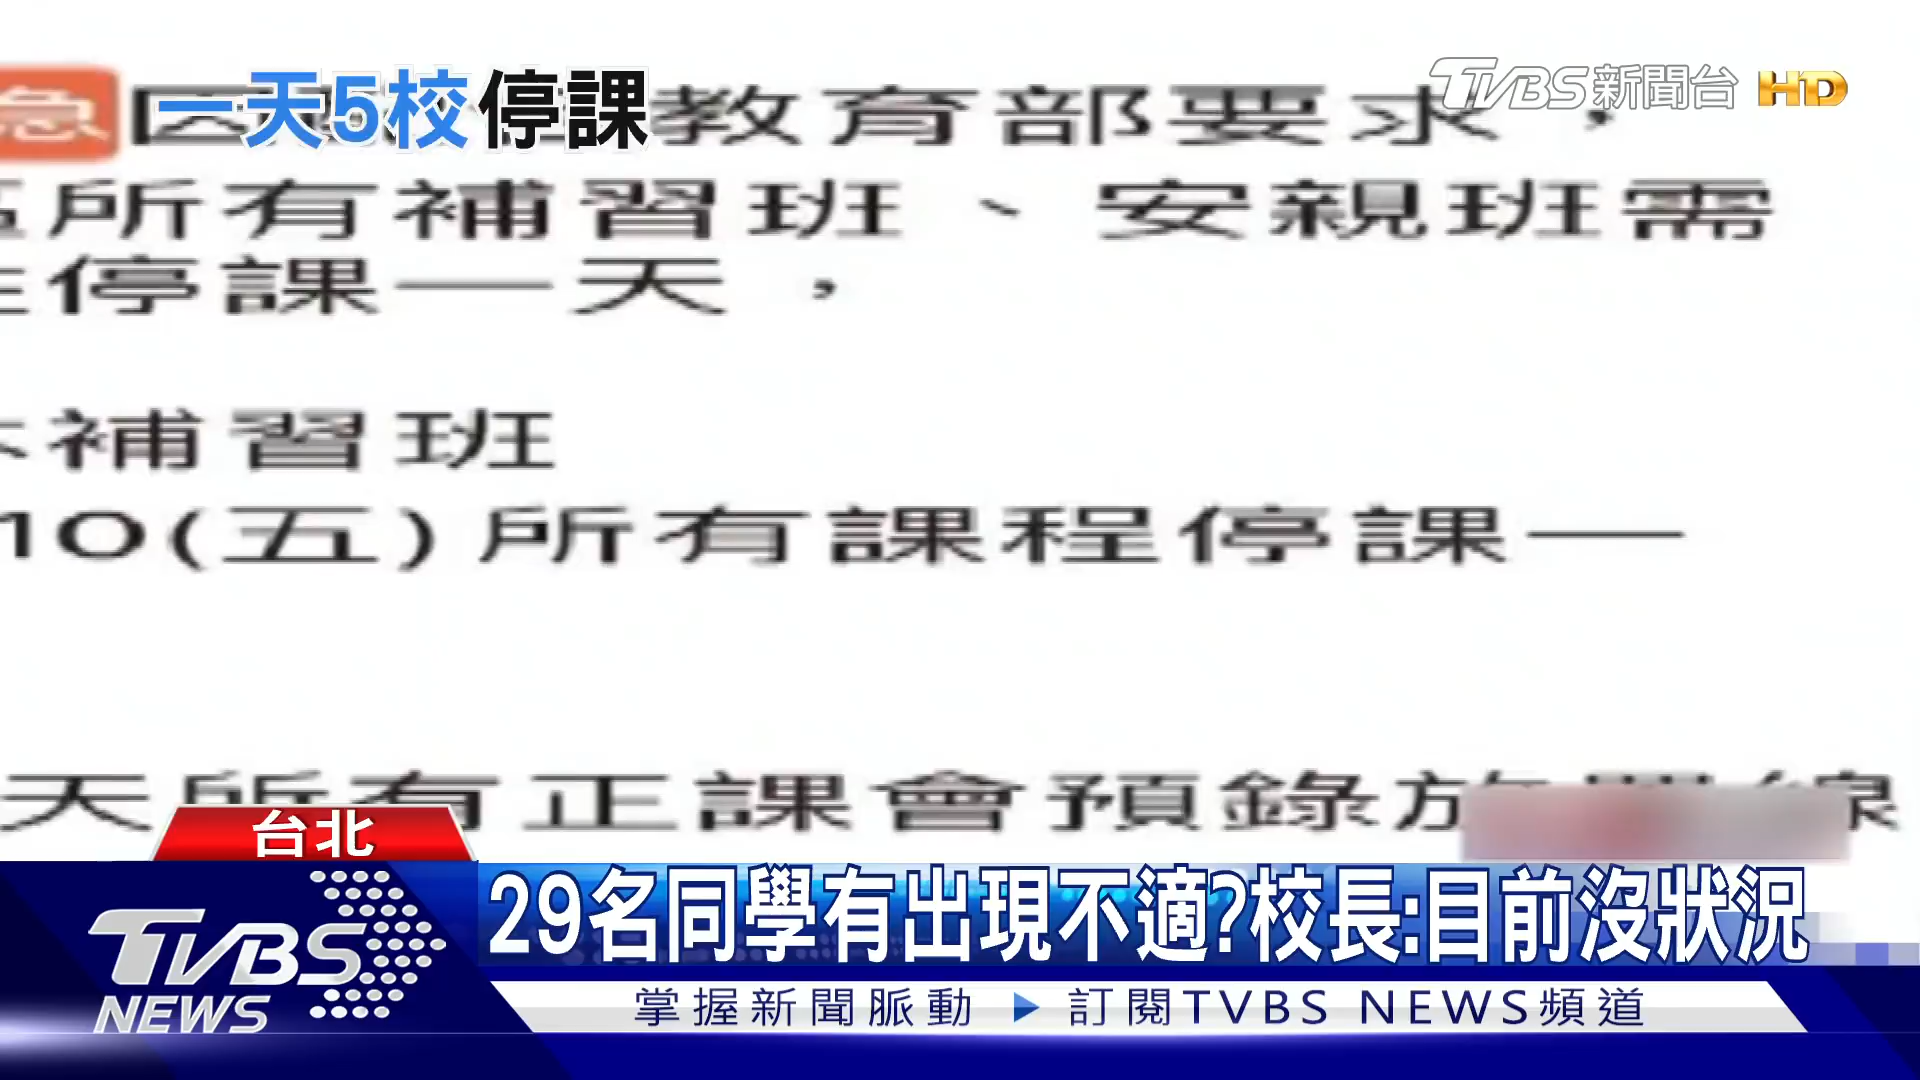 一天5校停課
TVBS新聞台 HD
急 因 教育部要求，
所有補習班、安親班需
停課一天，
補習班
10(五)所有課程停課一
天所有正課會預錄放 線
台北
29名同學有出現不適?校長:目前沒狀況
TVBS NEWS
掌握新聞脈動 ▶ 訂閱TVBS NEWS頻道